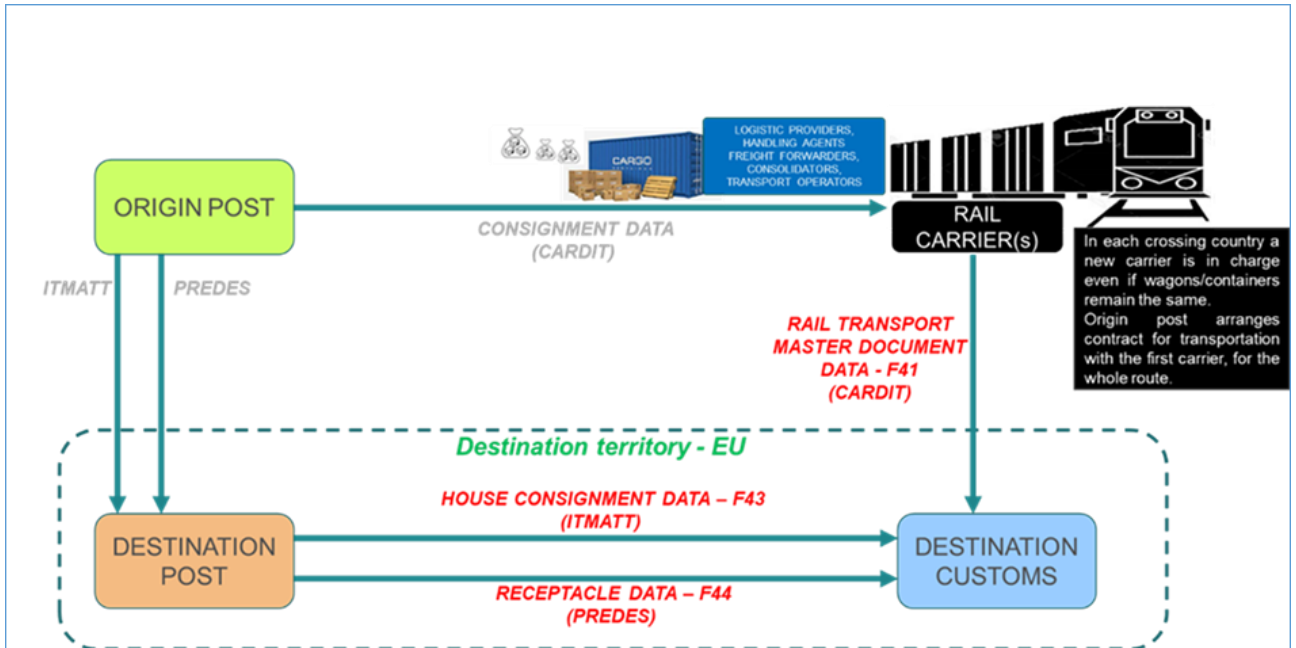 LOGISTIC PROVIDERS,
HANDLING AGENTS
FREIGHT FORWARDERS,
CONSOLIDATORS,
TRANSPORT OPERATORS
CARGO
ORIGIN POST
CONSIGNMENT DATA
(CARDIT)
RAIL
CARRIER(s)
In each crossing country a
new carrier is in charge
even if wagons/containers
remain the same.
Origin post arranges
contract for transportation
with the first carrier, for the
whole route.
ITMATT
PREDES
RAIL TRANSPORT
MASTER DOCUMENT
DATA - F41
(CARDIT)
Destination territory - EU
HOUSE CONSIGNMENT DATA – F43
(ITMATT)
DESTINATION
POST
DESTINATION
CUSTOMS
RECEPTACLE DATA – F44
(PREDES)